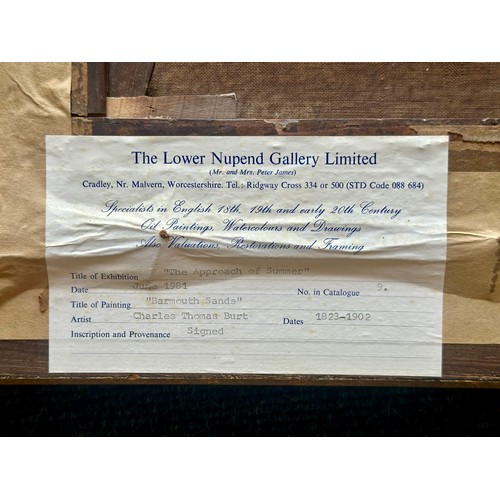 The Lower Nupend Gallery Limited
(Mr. and Mrs. Peter James)
Cradley, Nr. Malvern, Worcestershire. Tel.: Ridgway Cross 334 or 500 (STD Code 088 684)
Specialists in English 18th, 19th and early 20th Century
Oil Paintings, Watercolours and Drawings
Also Valuations, Restorations and Framing
Title of Exhibition "The Approach of Summer"
Date June 1981 No. in Catalogue 9.
Title of Painting "Barmouth Sands"
Artist Charles Thomas Burt Dates 1823-1902
Inscription and Provenance Signed